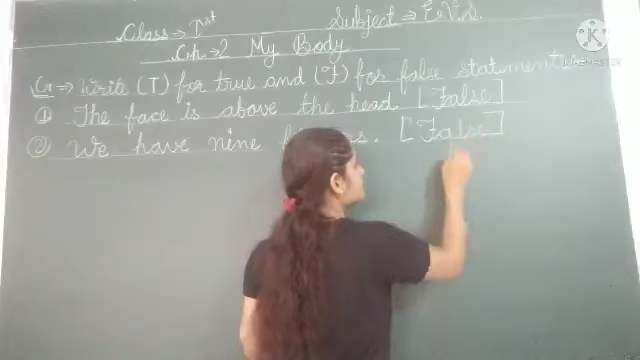 Class → Ist Subject → E.V.S.
Ch → 2 My Body
G → Write (T) for true and (F) for false statements
① The face is above the head. [False]
② We have nine [False]